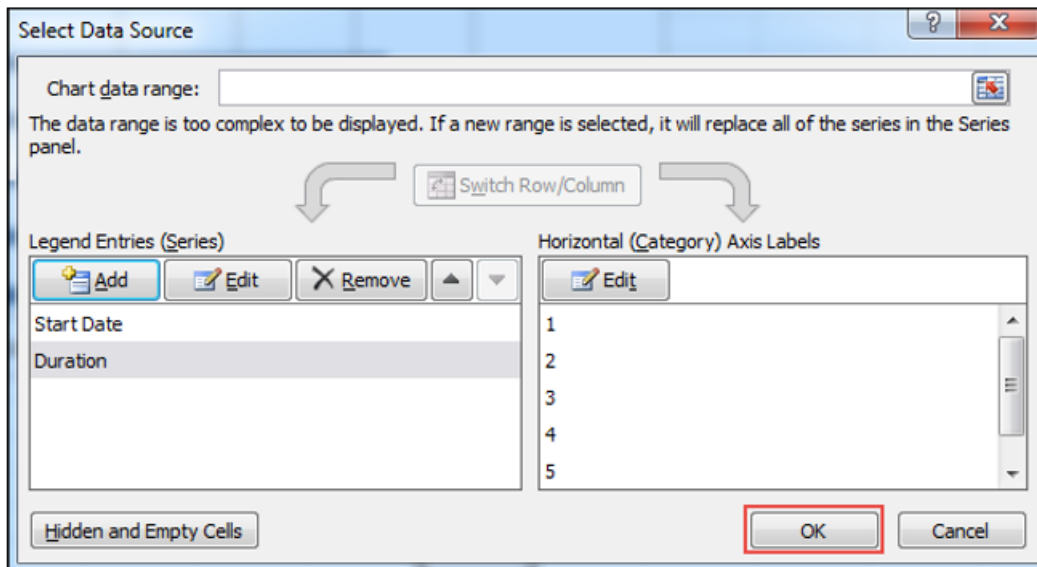 Select Data Source
?
X
Chart data range:
The data range is too complex to be displayed. If a new range is selected, it will replace all of the series in the Series
panel.
Switch Row/Column
Legend Entries (Series)
Horizontal (Category) Axis Labels
Add
Edit
Remove
Edit
Start Date
Duration
1
2
3
4
5
Hidden and Empty Cells
OK
Cancel